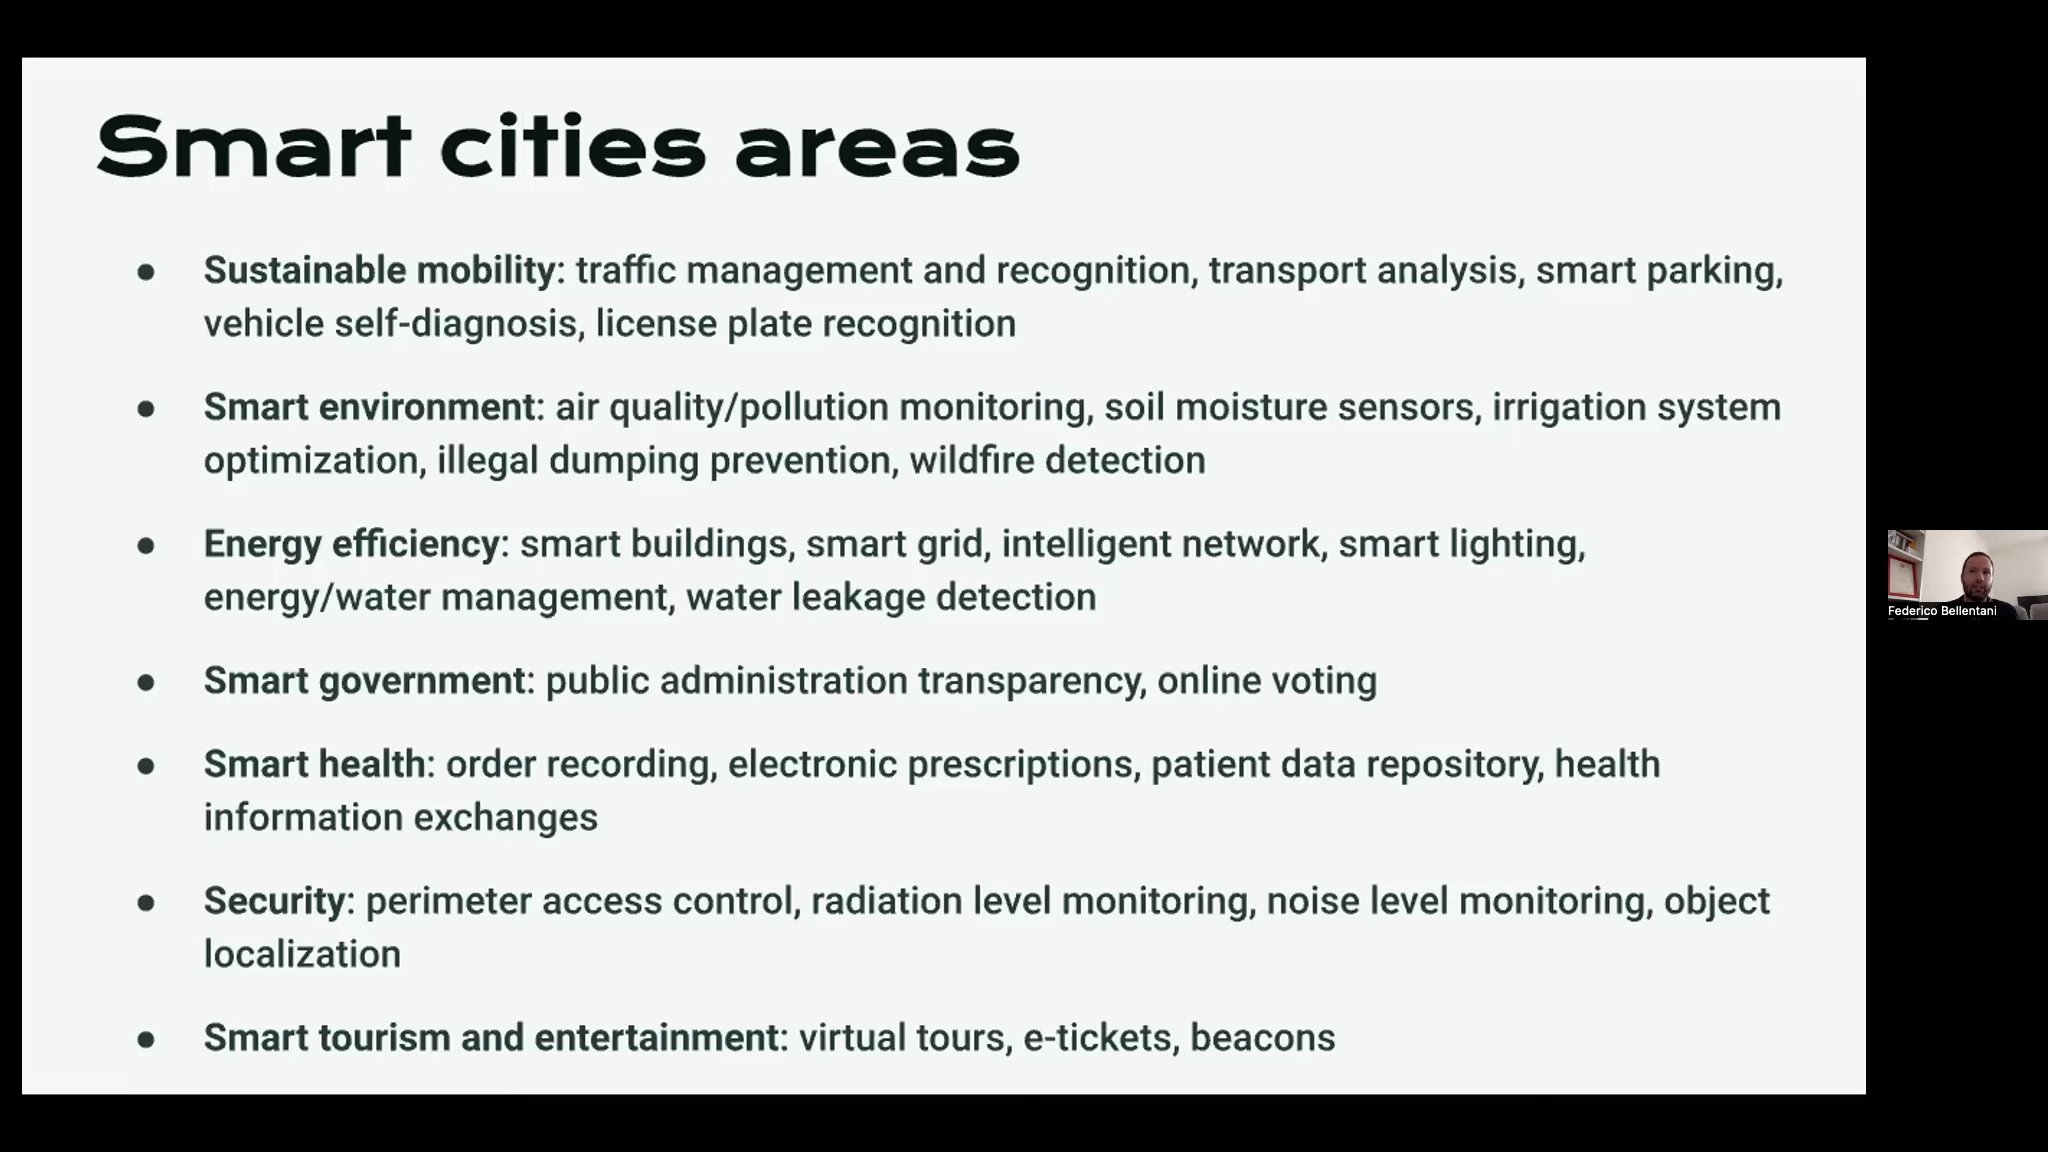 Smart cities areas
● Sustainable mobility: traffic management and recognition, transport analysis, smart parking,
vehicle self-diagnosis, license plate recognition
● Smart environment: air quality/pollution monitoring, soil moisture sensors, irrigation system
optimization, illegal dumping prevention, wildfire detection
● Energy efficiency: smart buildings, smart grid, intelligent network, smart lighting,
energy/water management, water leakage detection
● Smart government: public administration transparency, online voting
● Smart health: order recording, electronic prescriptions, patient data repository, health
information exchanges
● Security: perimeter access control, radiation level monitoring, noise level monitoring, object
localization
● Smart tourism and entertainment: virtual tours, e-tickets, beacons
Federico Bellentani